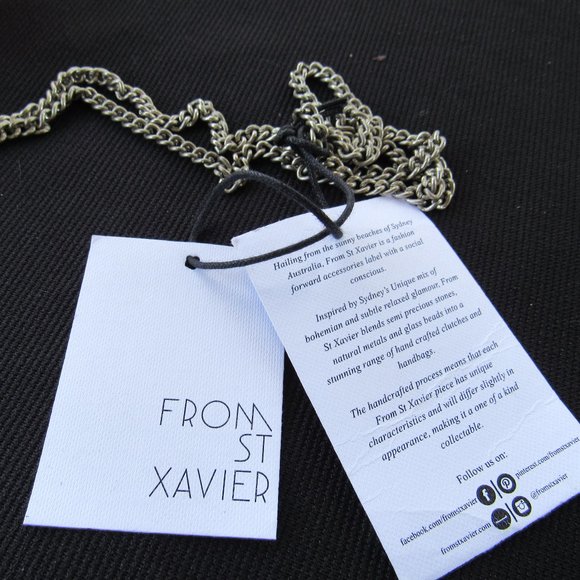 FROM
ST
XAVIER
Hailing from the sunny beaches of Sydney
Australia, From St Xavier is a fashion
forward accessories label with a social
conscious.
Inspired by Sydney's Unique mix of
bohemian and subtle relaxed glamour, From
St Xavier blends semi precious stones,
natural metals and glass beads into a
stunning range of hand crafted clutches and
handbags.
The handcrafted process means that each
From St Xavier piece has unique
characteristics and will differ slightly in
appearance, making it a one of a kind
collectable.
Follow us on:
facebook.com/fromstxavier pinterest.com/fromstxavier
fromstxavier.com @fromstxavier